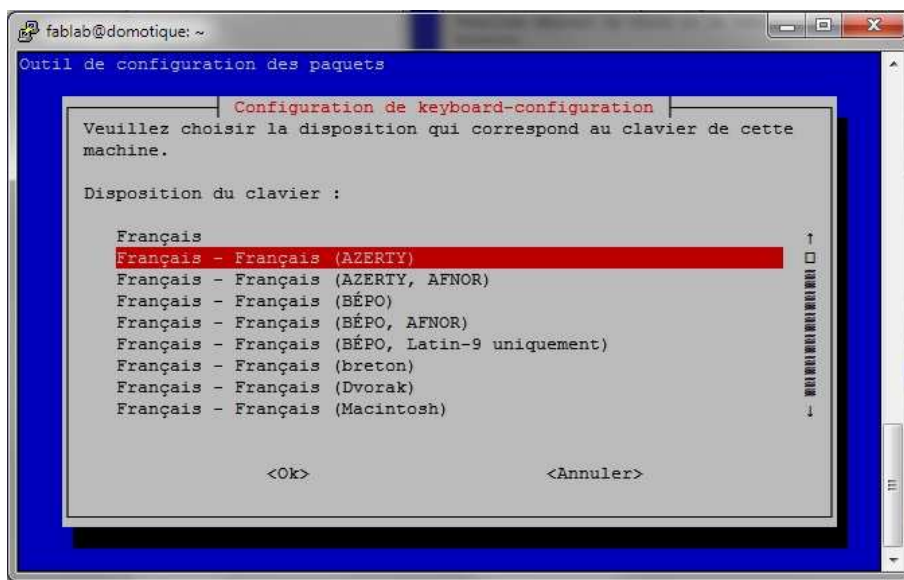 fablab@domotique: ~
Outil de configuration des paquets
Configuration de keyboard-configuration
Veuillez choisir la disposition qui correspond au clavier de cette
machine.
Disposition du clavier :
Français
Français - Français (AZERTY)
Français - Français (AZERTY, AFNOR)
Français - Français (BÉPO)
Français - Français (BÉPO, AFNOR)
Français - Français (BÉPO, Latin-9 uniquement)
Français - Français (breton)
Français - Français (Dvorak)
Français - Français (Macintosh)
<Ok> <Annuler>